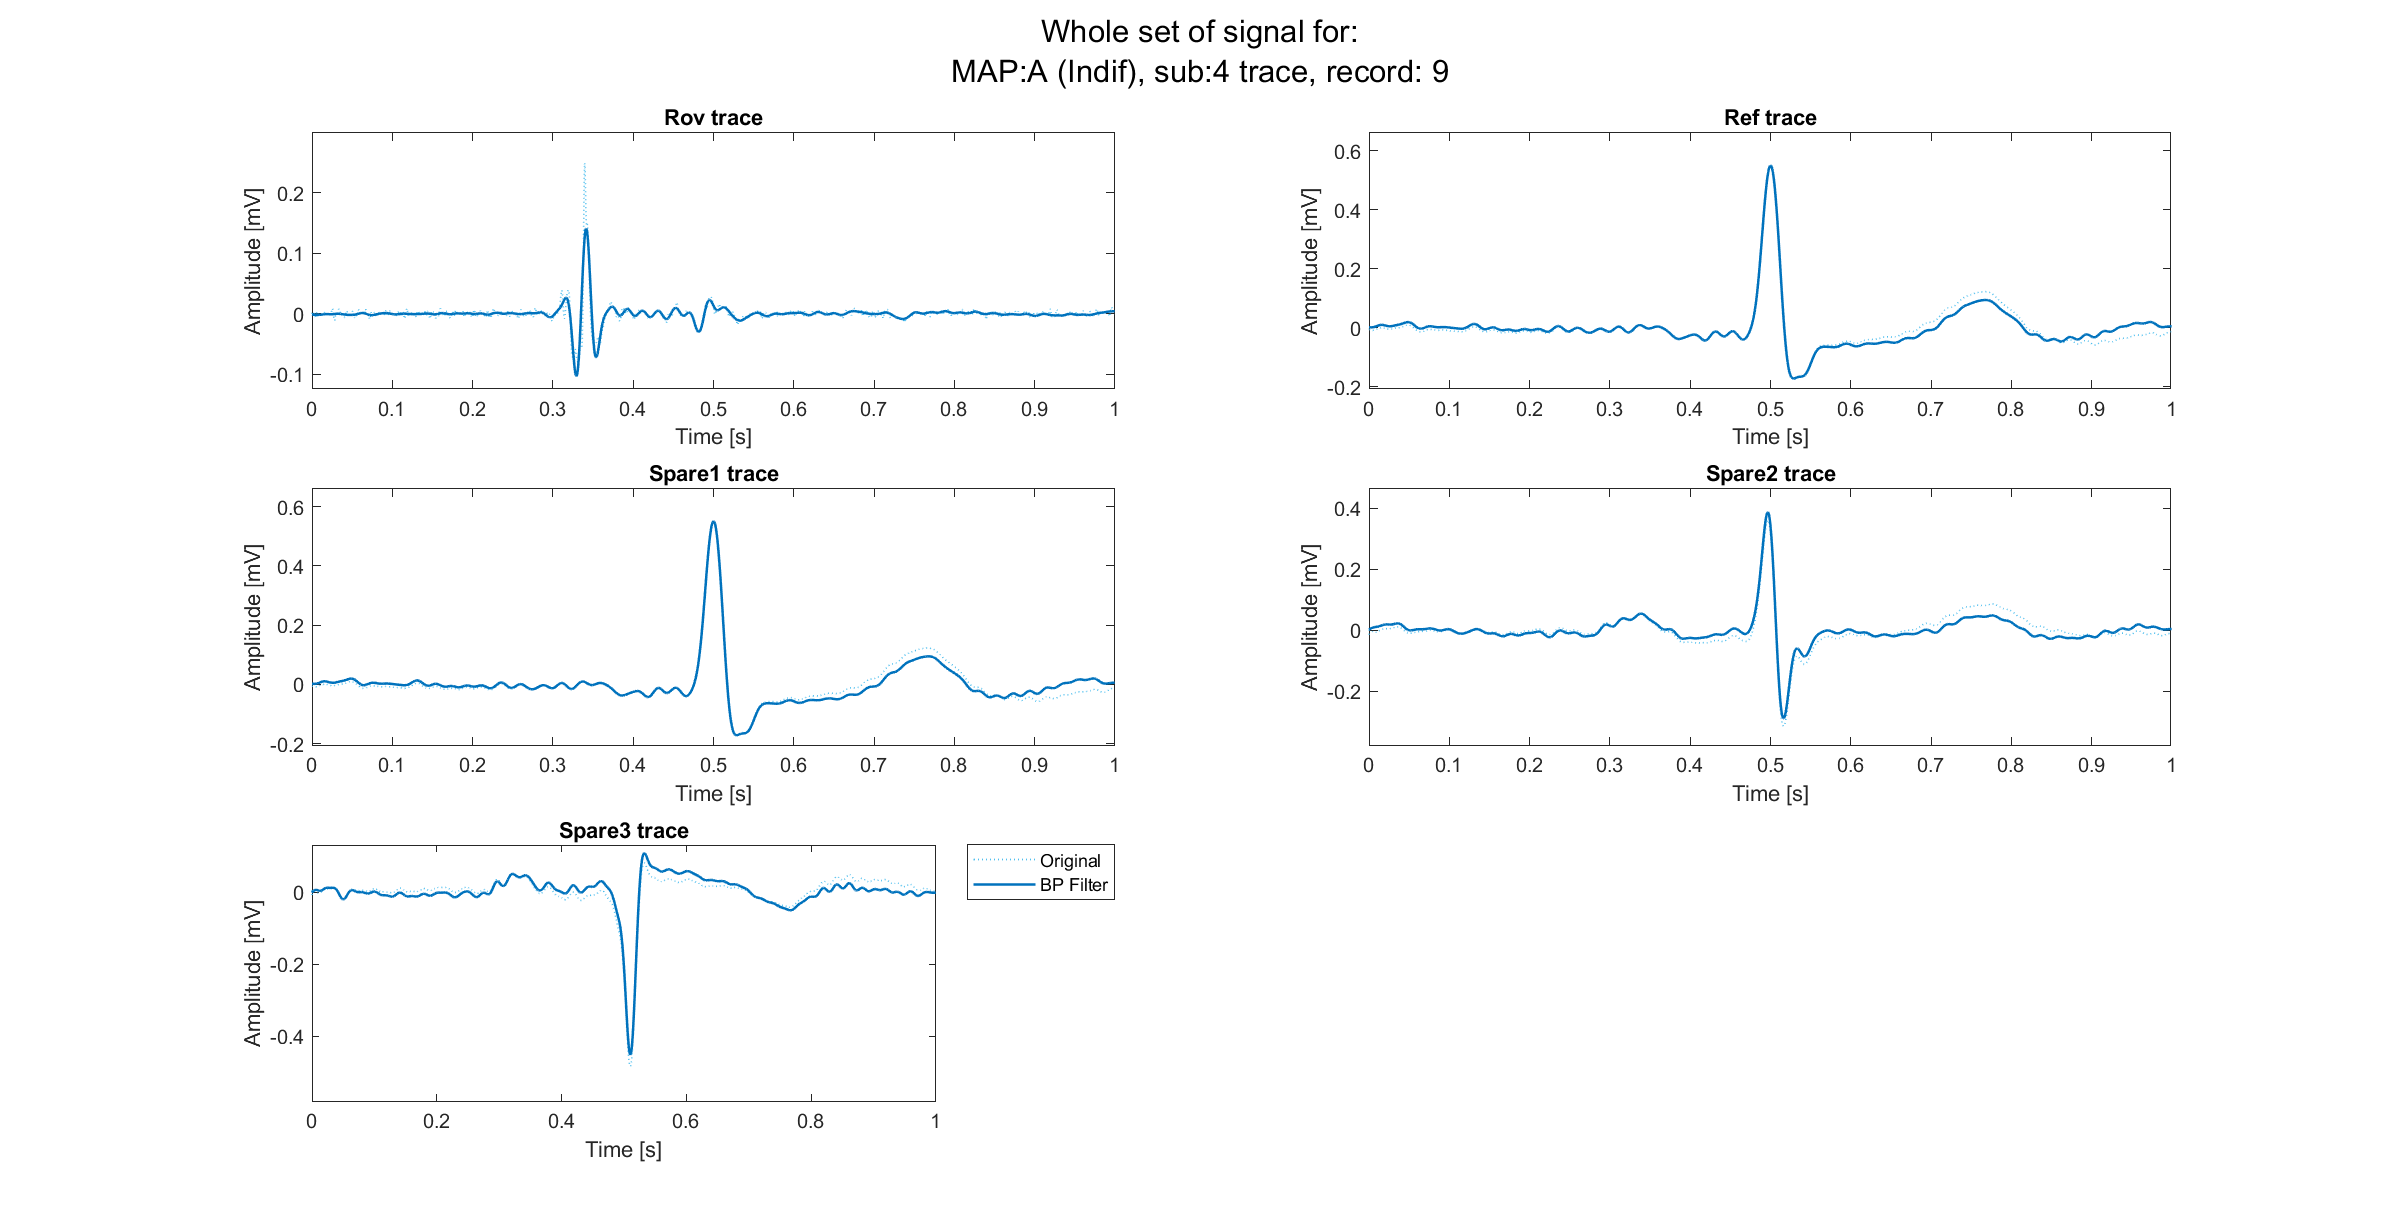 Whole set of signal for:
MAP:A (Indif), sub:4 trace, record: 9
Rov trace
Amplitude [mV]
0.2
0.1
0
-0.1
0 0.1 0.2 0.3 0.4 0.5 0.6 0.7 0.8 0.9 1
Time [s]
Ref trace
Amplitude [mV]
0.6
0.4
0.2
0
-0.2
0 0.1 0.2 0.3 0.4 0.5 0.6 0.7 0.8 0.9 1
Time [s]
Spare1 trace
Amplitude [mV]
0.6
0.4
0.2
0
-0.2
0 0.1 0.2 0.3 0.4 0.5 0.6 0.7 0.8 0.9 1
Time [s]
Spare2 trace
Amplitude [mV]
0.4
0.2
0
-0.2
0 0.1 0.2 0.3 0.4 0.5 0.6 0.7 0.8 0.9 1
Time [s]
Spare3 trace
Amplitude [mV]
0
-0.2
-0.4
0 0.2 0.4 0.6 0.8 1
Time [s]
Original
BP Filter